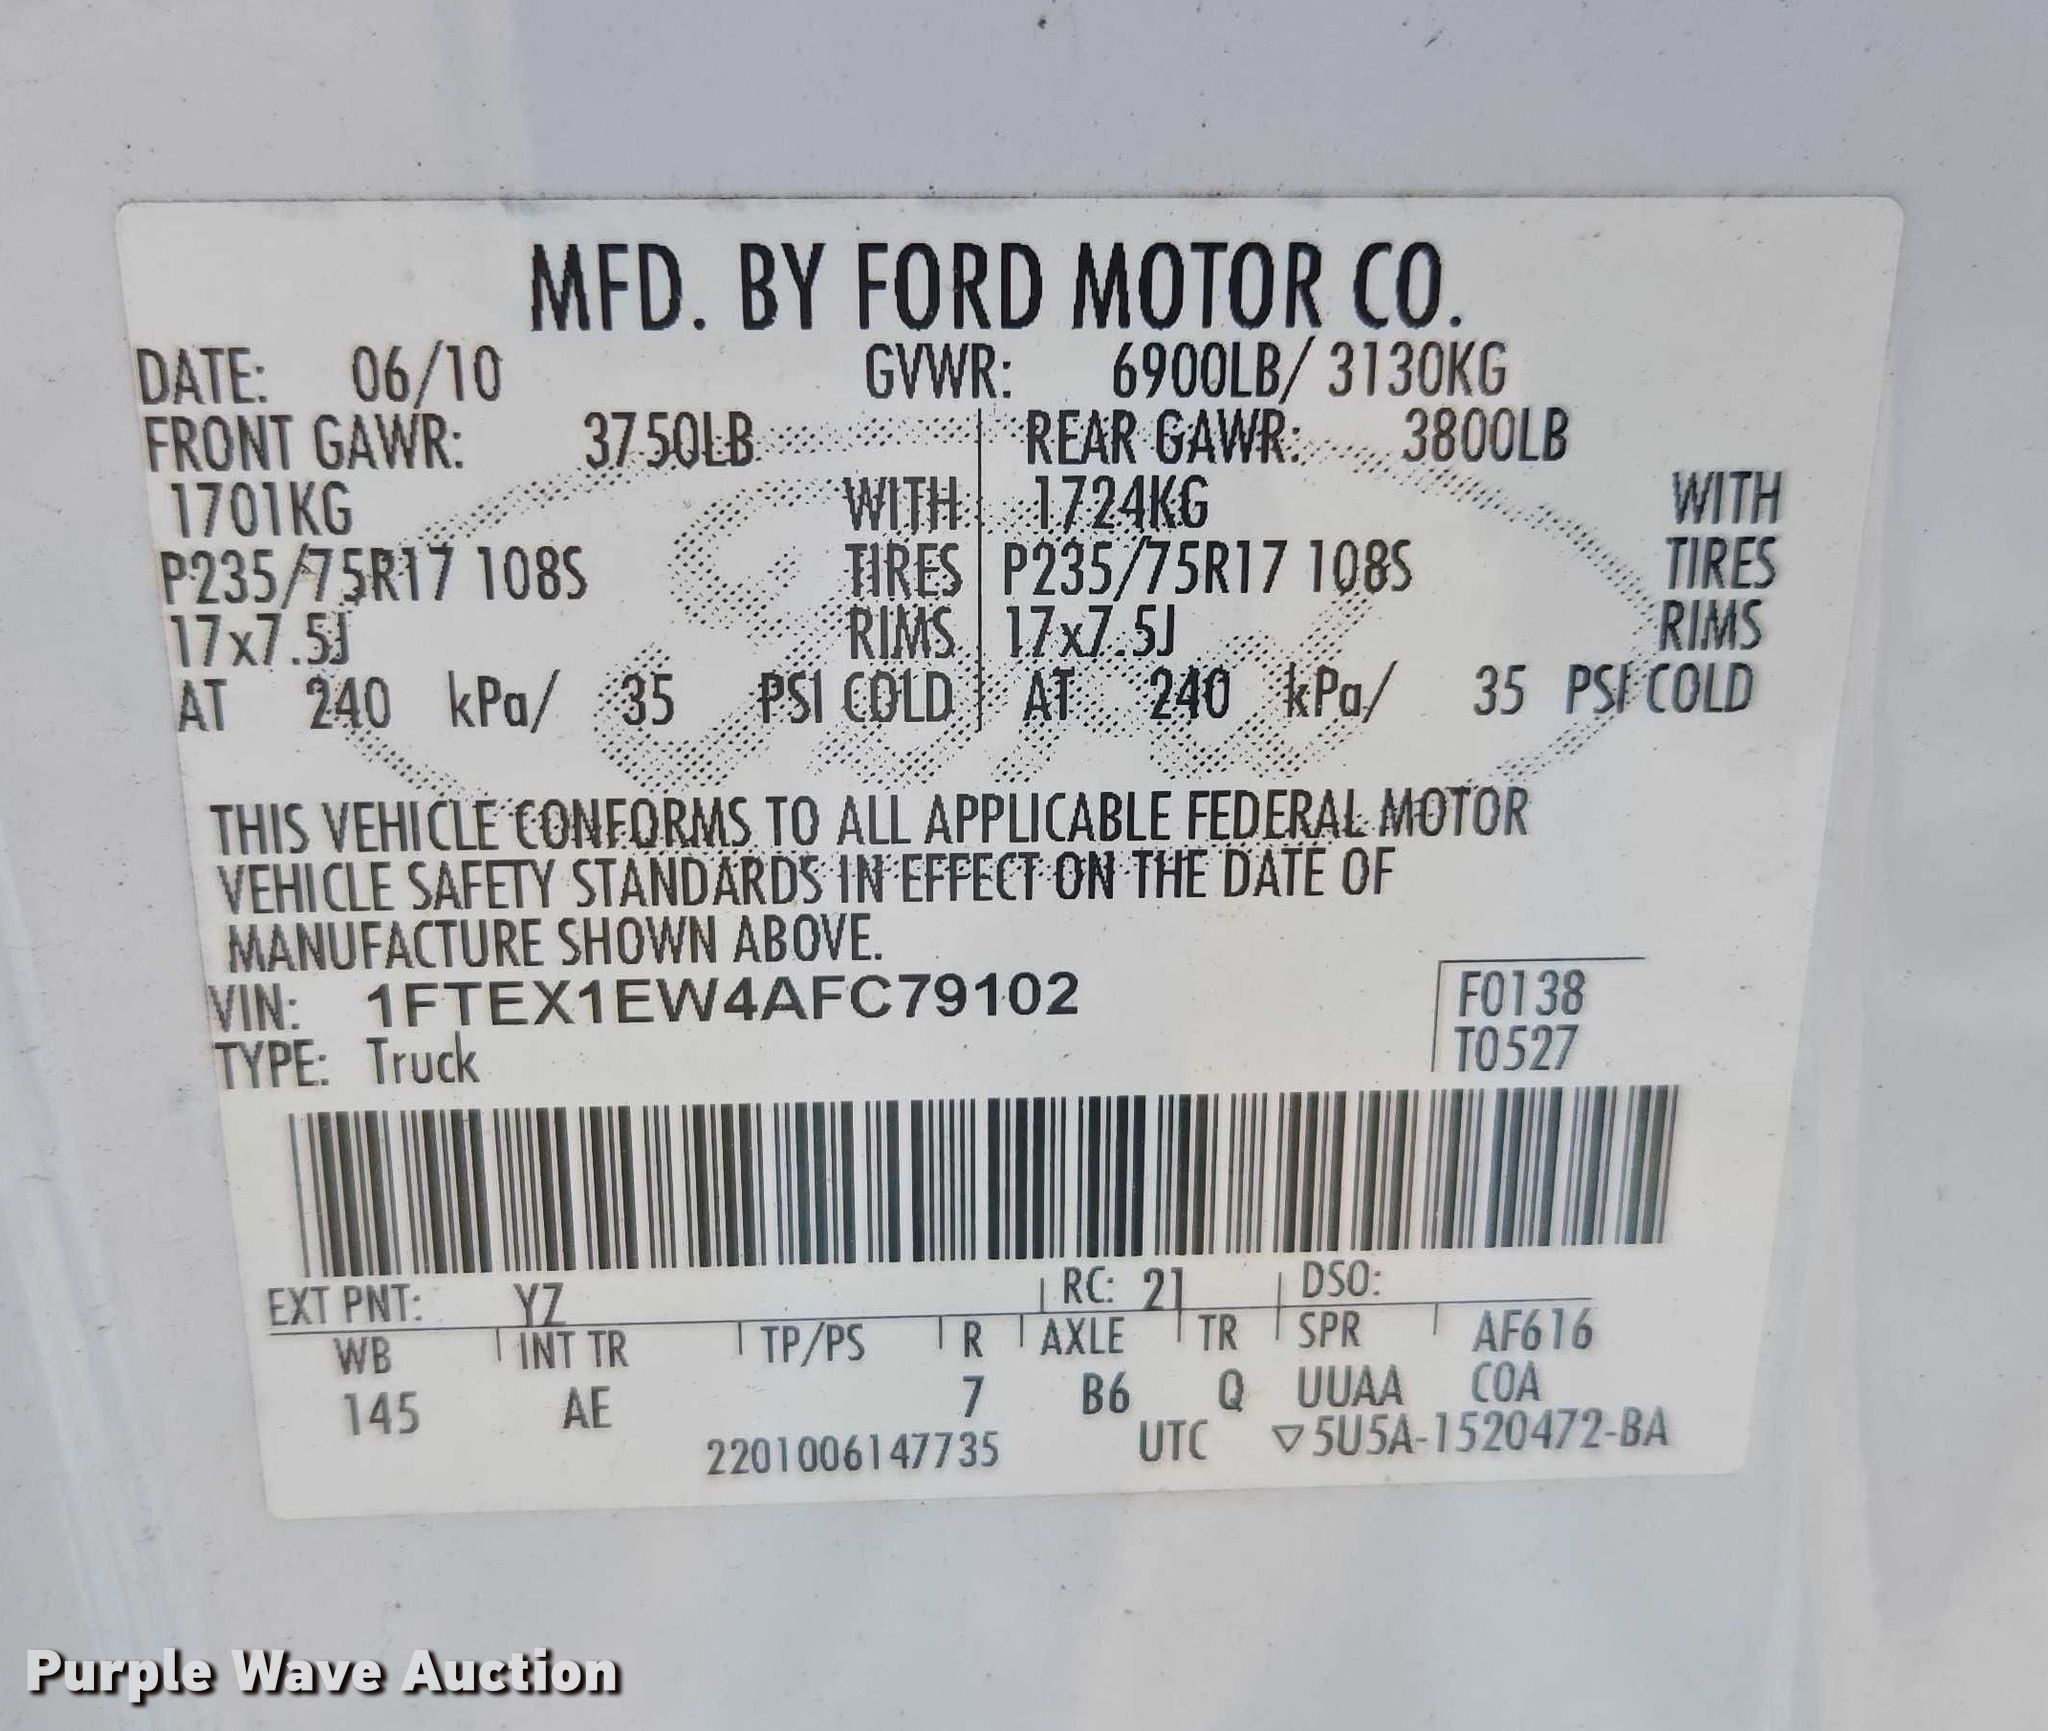 MFD. BY FORD MOTOR CO.
DATE: 06/10 GVWR: 6900LB/ 3130KG
FRONT GAWR: 3750LB REAR GAWR: 3800LB
1701KG WITH 1724KG WITH
P235/75R17 108S TIRES P235/75R17 108S TIRES
17x7.5J RIMS 17x7.5J RIMS
AT 240 kPa/ 35 PSI COLD AT 240 kPa/ 35 PSI COLD
THIS VEHICLE CONFORMS TO ALL APPLICABLE FEDERAL MOTOR
VEHICLE SAFETY STANDARDS IN EFFECT ON THE DATE OF
MANUFACTURE SHOWN ABOVE.
VIN: 1FTEX1EW4AFC79102 F0138
TYPE: Truck T0527
EXT PNT: YZ RC: 21 DSO:
WB INT TR TP/PS R AXLE TR SPR AF616
145 AE 7 B6 Q UUAA COA
2201006147735 UTC ▽5U5A-1520472-BA
Purple Wave Auction